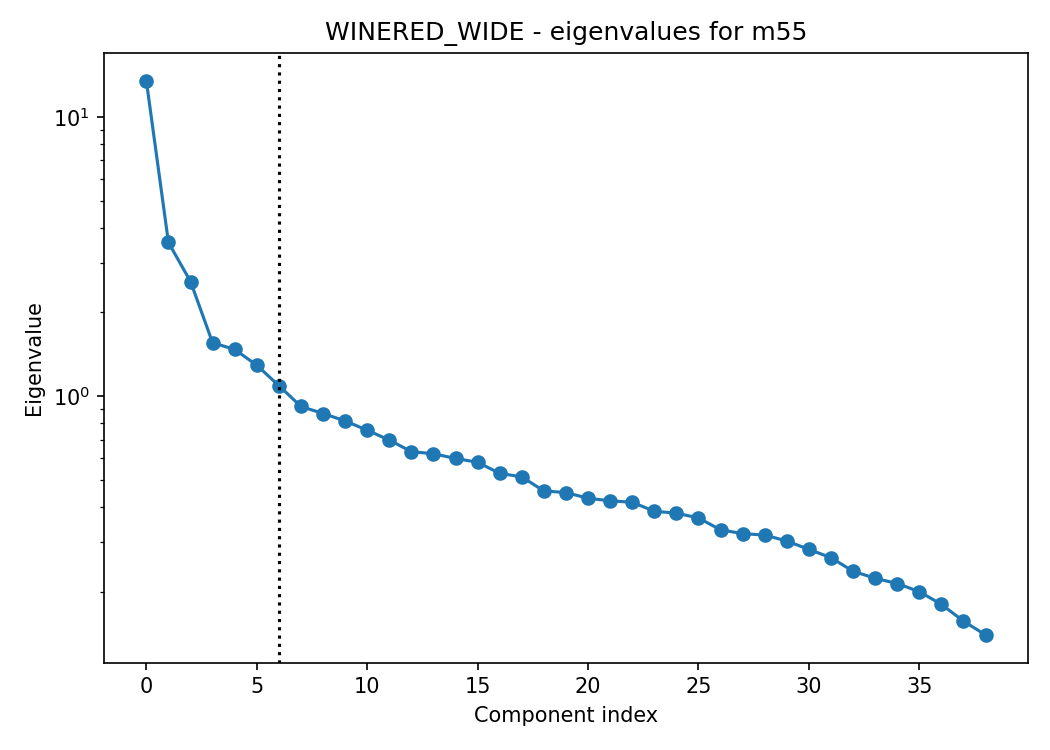 WINERED_WIDE - eigenvalues for m55
Eigenvalue
10¹
10⁰
0 5 10 15 20 25 30 35
Component index